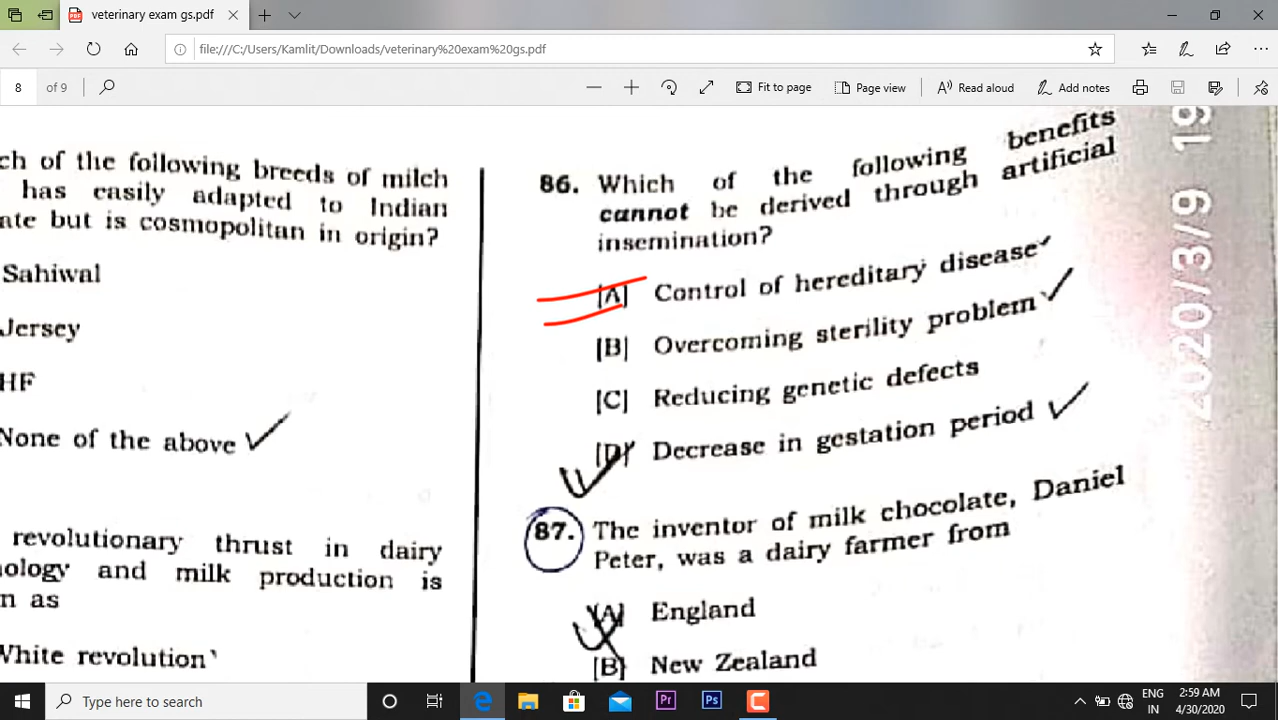 veterinary exam gs.pdf
file:///C:/Users/Kamlit/Downloads/veterinary%20exam%20gs.pdf
8 of 9
Fit to page
Page view
Read aloud
Add notes
ch of the following breeds of milch
has easily adapted to Indian
ate but is cosmopolitan in origin?
Sahiwal
Jersey
HF
None of the above
revolutionary thrust in dairy
nology and milk production is
n as
White revolution
86. Which of the following benefits
cannot be derived through artificial
insemination?
[A] Control of hereditary disease
[B] Overcoming sterility problem
[C] Reducing genetic defects
[D] Decrease in gestation period
87. The inventor of milk chocolate, Daniel
Peter, was a dairy farmer from
[A] England
[B] New Zealand
2020/3/9 19
Type here to search
Pr
Ps
ENG
IN
2:59 AM
4/30/2020